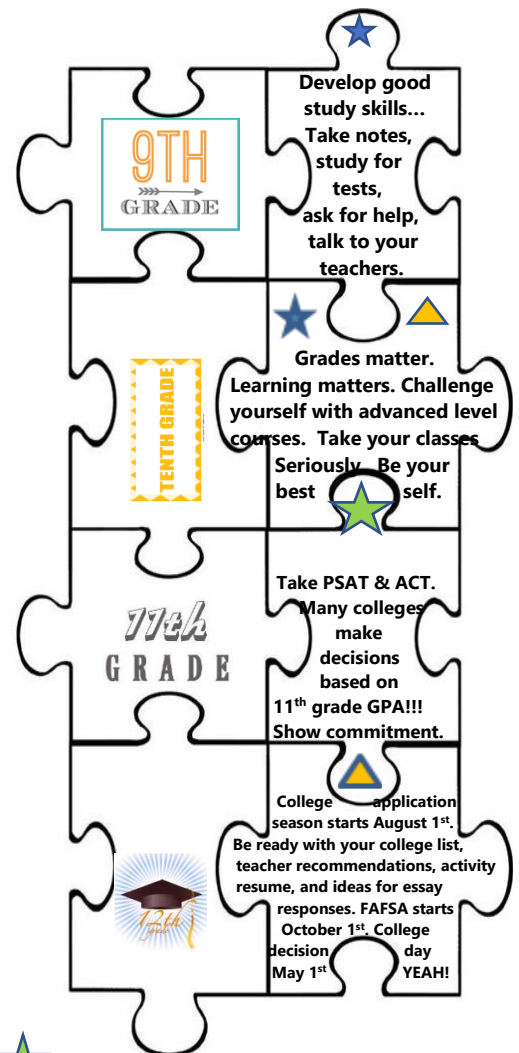 9TH
GRADE
Develop good
study skills...
Take notes,
study for
tests,
ask for help,
talk to your
teachers.
TENTH GRADE
Grades matter.
Learning matters. Challenge
yourself with advanced level
courses. Take your classes
Seriously Be your
best self.
11th
GRADE
Take PSAT & ACT.
Many colleges
make
decisions
based on
11th grade GPA!!!
Show commitment.
12th
grade
College application
season starts August 1st.
Be ready with your college list,
teacher recommendations, activity
resume, and ideas for essay
responses. FAFSA starts
October 1st. College
decision day
May 1st YEAH!